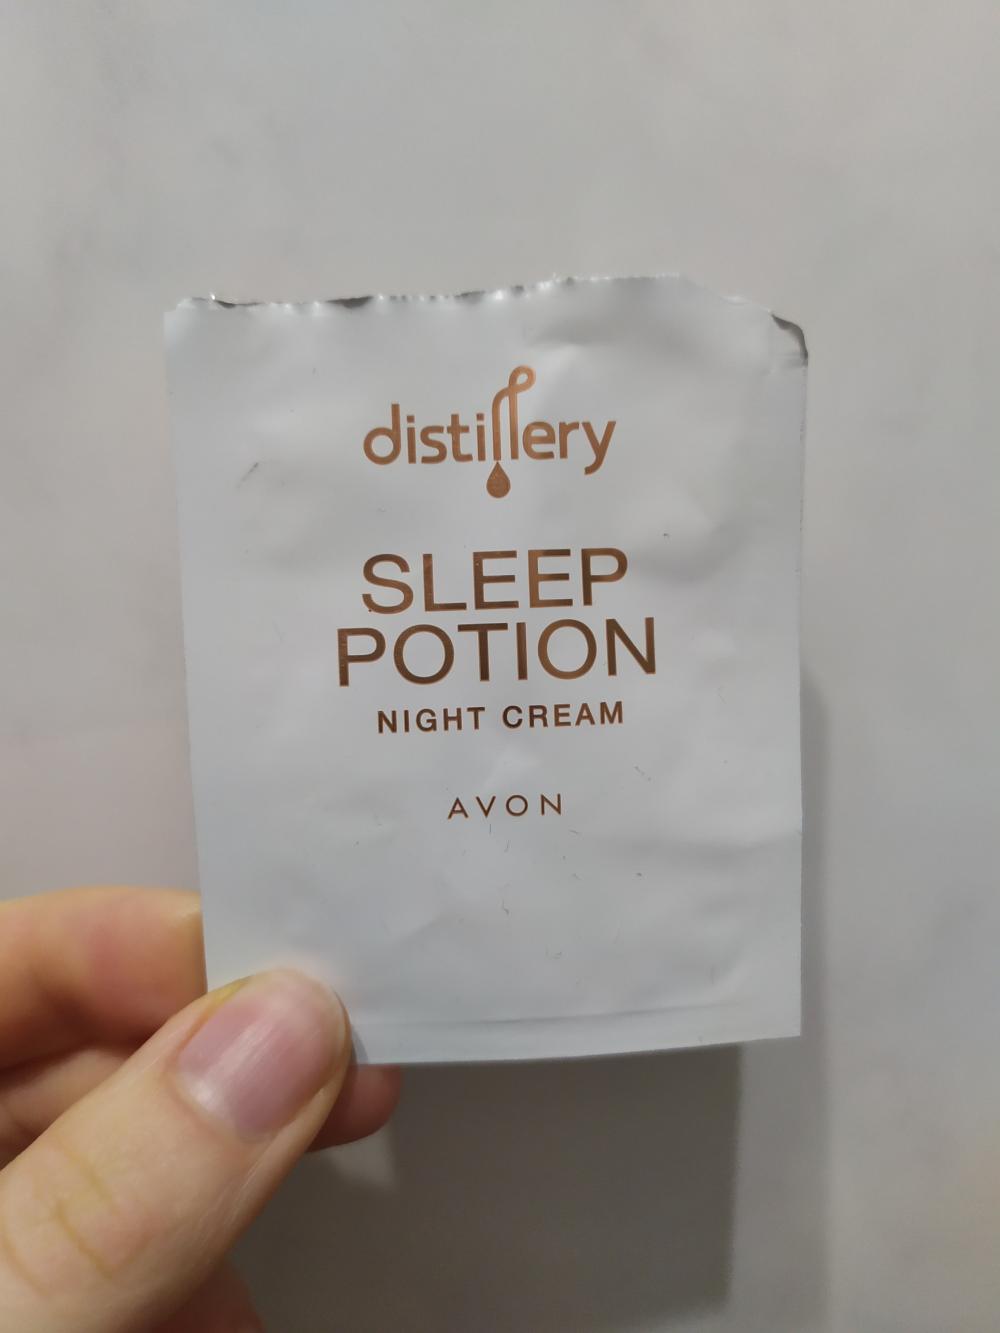 distillery
SLEEP
POTION
NIGHT CREAM
AVON